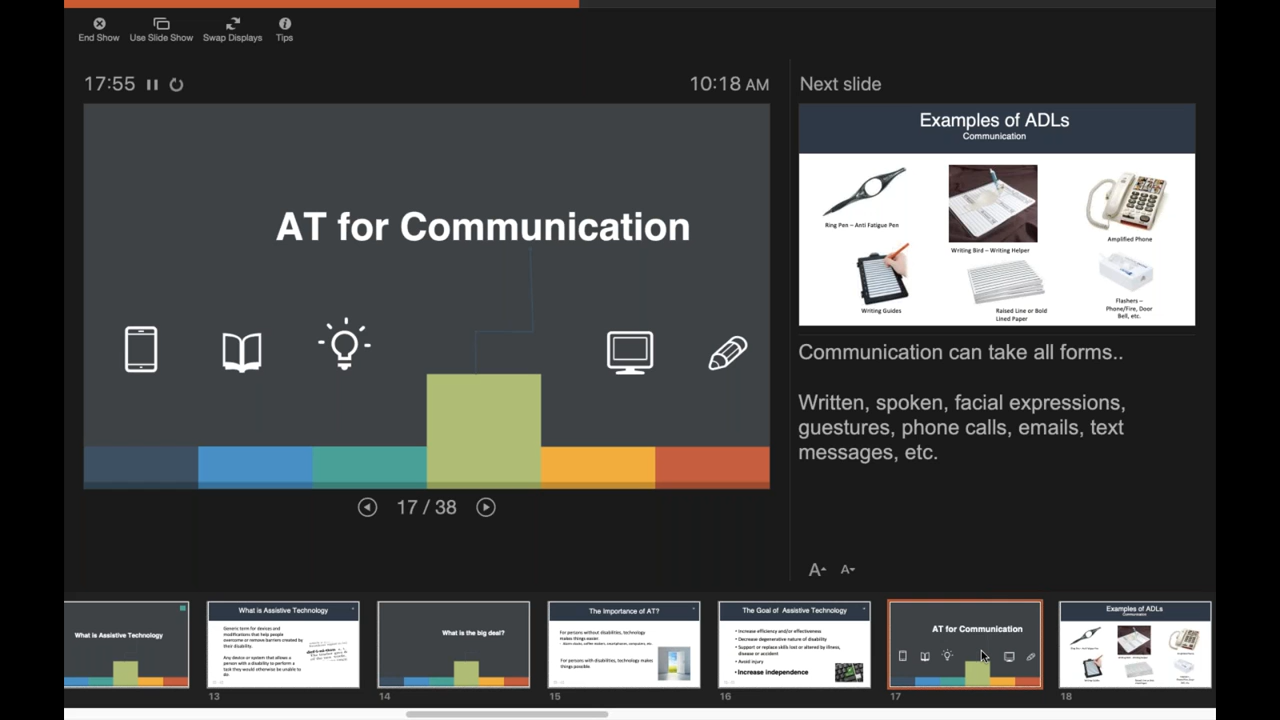 End Show
Use Slide Show
Swap Displays
Tips
17:55
10:18 AM
Next slide
AT for Communication
Examples of ADLs
Communication
Ring Pen – Anti Fatigue Pen
Writing Bird – Writing Helper
Amplified Phone
Writing Guides
Raised Line or Bold
Lined Paper
Flashers –
Phone/Fire, Door
Bell, etc.
Communication can take all forms..
Written, spoken, facial expressions,
guestures, phone calls, emails, text
messages, etc.
17 / 38
A
A
What is Assistive Technology
What is Assistive Technology
Generic term for devices and
modifications that help people
overcome or remove barriers created by
their disability.
Any device or system that allows a
person with a disability to perform a
task they would otherwise be unable to
do
What is the big deal?
The Importance of AT?
For persons without disabilities, technology
makes things easier
For persons with disabilities, technology makes
things possible
The Goal of Assistive Technology
• Increase efficiency and/or effectiveness
• Decrease degenerative nature of disability
• Support or replace skills lost or altered by illness,
disease or accident
• Avoid injury
• Increase independence
AT for Communication
Examples of ADLs
Communication
13
14
15
16
17
18